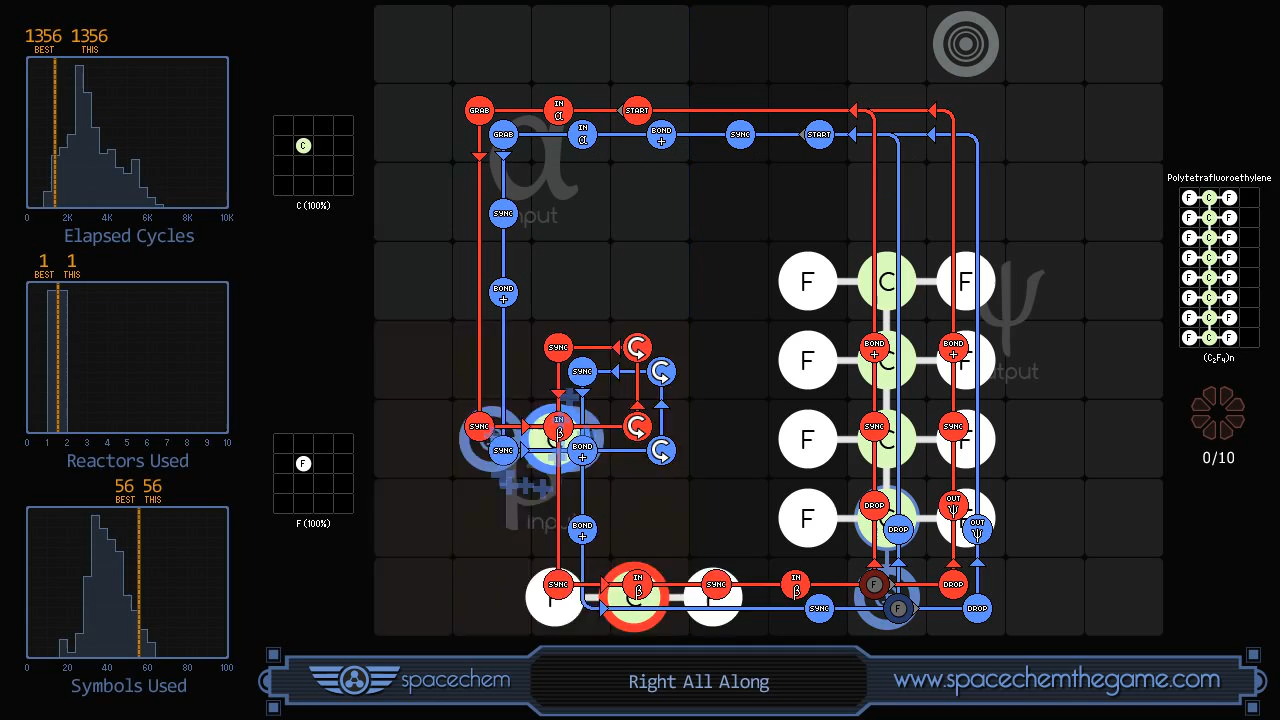 1356 1356
BEST THIS
0 2K 4K 6K 8K 10K
Elapsed Cycles
1 1
BEST THIS
0 1 2 3 4 5 6 7 8 9 10
Reactors Used
56 56
BEST THIS
0 20 40 60 80 100
Symbols Used
C
C (100%)
F
F (100%)
GRAB IN α START
GRAB IN α BOND + SYNC START
α
input
SYNC
BOND +
F C F
ψ
SYNC
BOND + BOND +
F C F
output
SYNC
SYNC IN β SYNC SYNC
F C F
SYNC BOND +
DROP OUT ψ
F C F
BOND + DROP OUT ψ
β
input
SYNC IN β SYNC IN β F DROP
F C F
SYNC F DROP
Polytetrafluoroethylene
F C F
F C F
F C F
F C F
F C F
F C F
F C F
F C F
(C₂F₄)n
0/10
spacechem
Right All Along
www.spacechemthegame.com